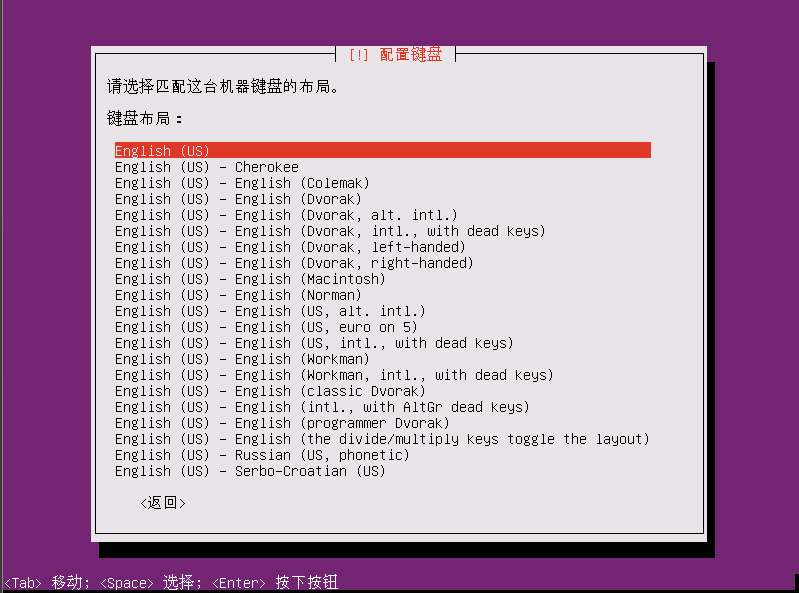 [!] 配置键盘
请选择匹配这台机器键盘的布局。
键盘布局：
English (US)
English (US) - Cherokee
English (US) - English (Colemak)
English (US) - English (Dvorak)
English (US) - English (Dvorak, alt. intl.)
English (US) - English (Dvorak, intl., with dead keys)
English (US) - English (Dvorak, left-handed)
English (US) - English (Dvorak, right-handed)
English (US) - English (Macintosh)
English (US) - English (Norman)
English (US) - English (US, alt. intl.)
English (US) - English (US, euro on 5)
English (US) - English (US, intl., with dead keys)
English (US) - English (Workman)
English (US) - English (Workman, intl., with dead keys)
English (US) - English (classic Dvorak)
English (US) - English (intl., with AltGr dead keys)
English (US) - English (programmer Dvorak)
English (US) - English (the divide/multiply keys toggle the layout)
English (US) - Russian (US, phonetic)
English (US) - Serbo-Croatian (US)
<返回>
<Tab> 移动; <Space> 选择; <Enter> 按下按钮